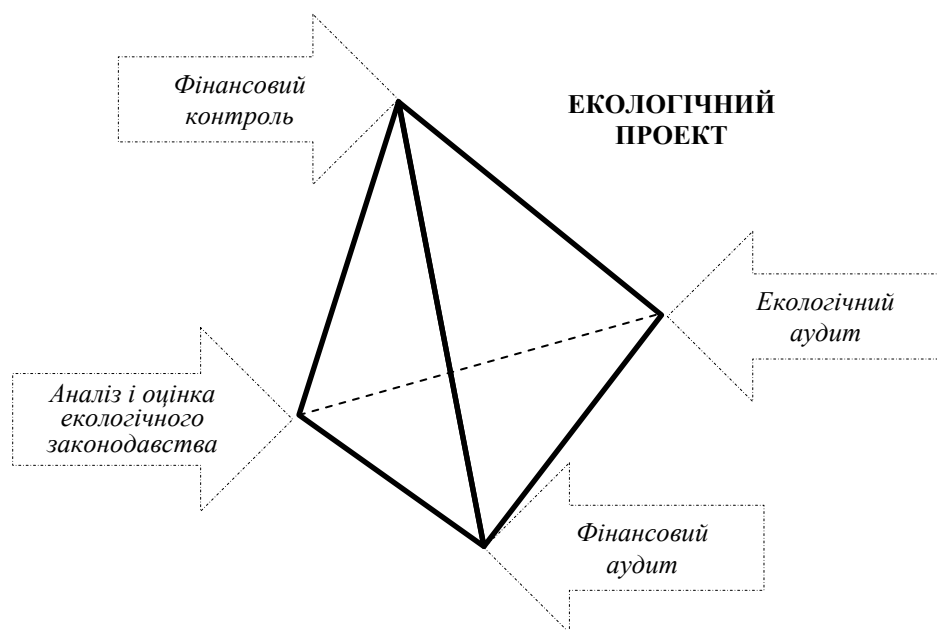 Фінансовий
контроль
ЕКОЛОГІЧНИЙ
ПРОЕКТ
Екологічний
аудит
Аналіз і оцінка
екологічного
законодавства
Фінансовий
аудит